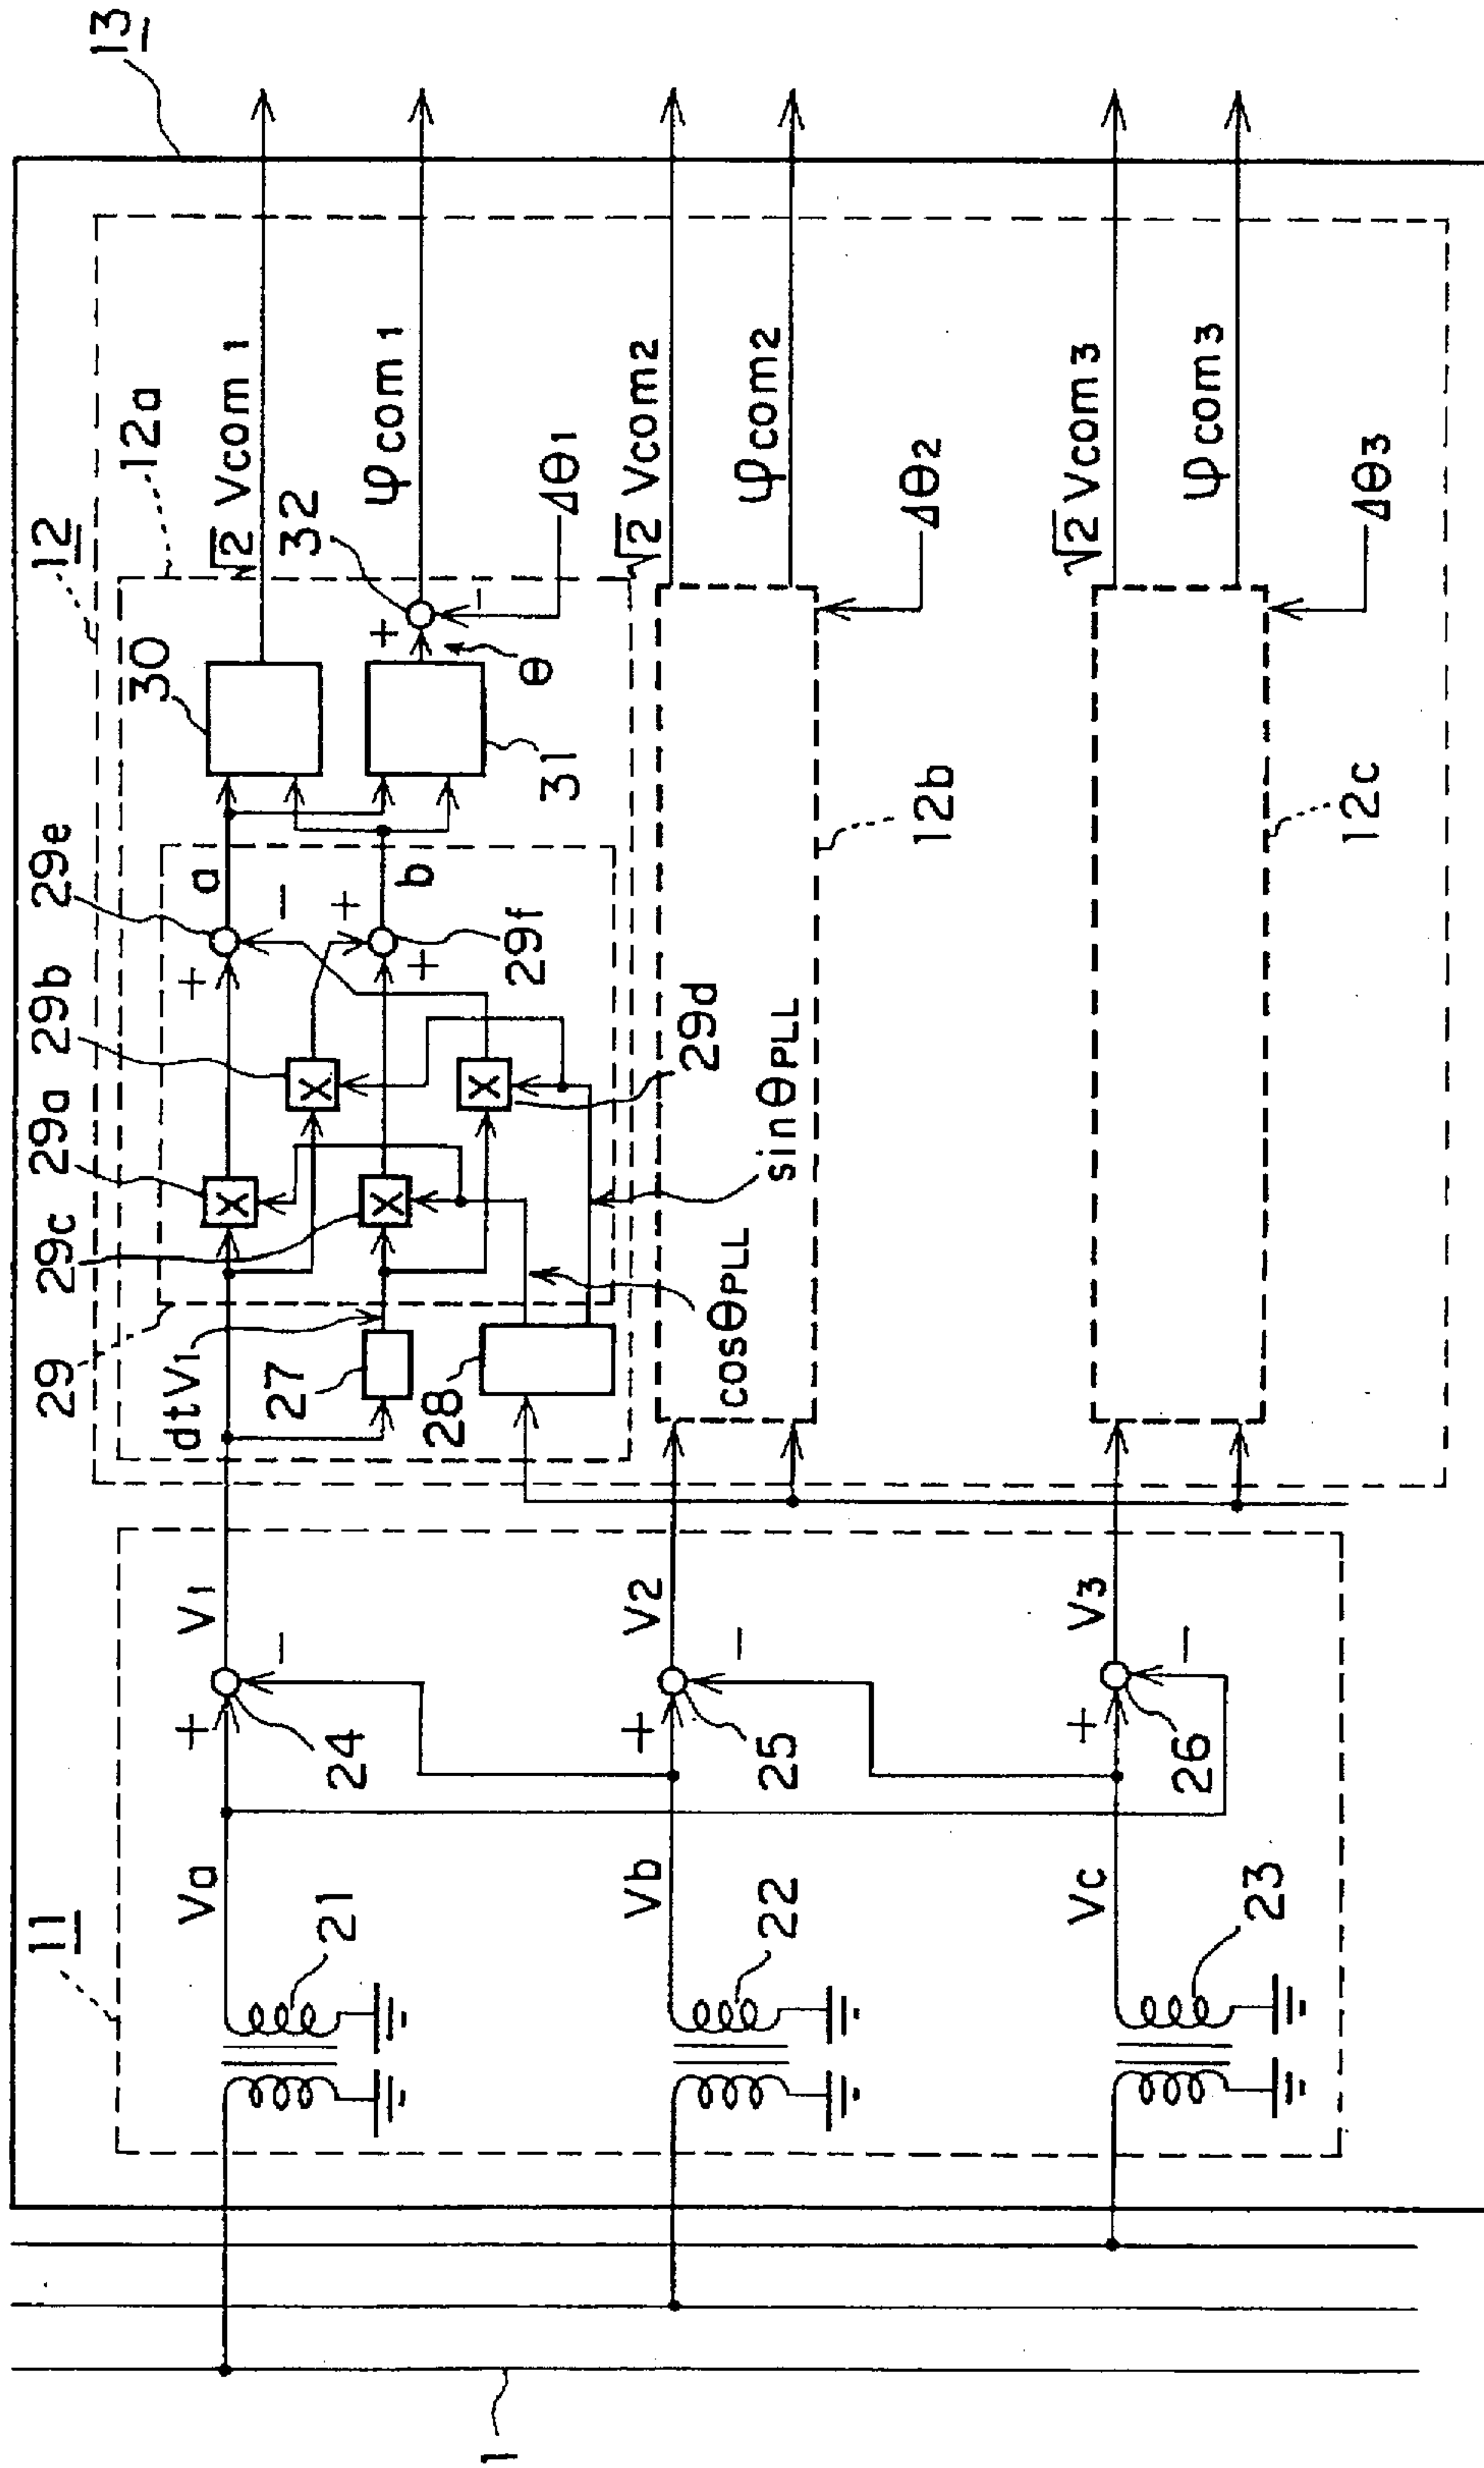 13
12
12a
√2 Vcom1
φcom1
30
32
θ
Δθ1
31
29e
29b
29a
29c
29
a
b
+
-
+
+
+
-
29f
29d
dtV1
27
28
cosθPLL
sinθPLL
√2 Vcom2
φcom2
Δθ2
12b
√2 Vcom3
φcom3
Δθ3
12c
11
Va
V1
+
-
24
21
Vb
V2
+
-
25
22
Vc
V3
+
-
26
23
1
X
X
X
X